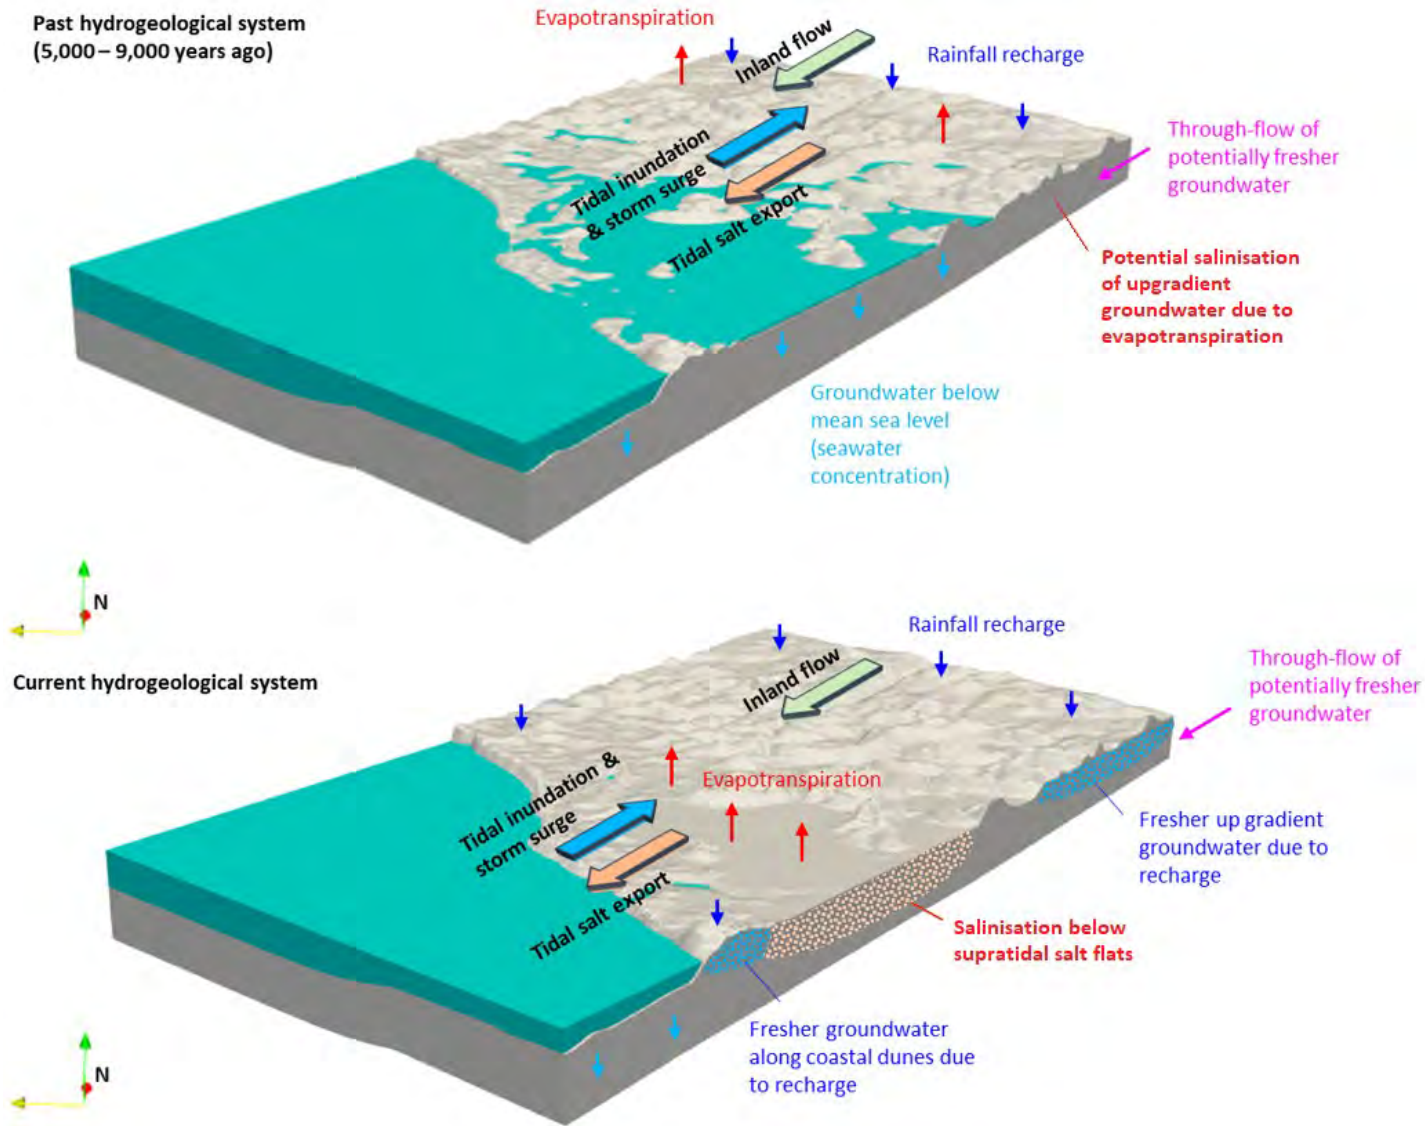 Past hydrogeological system
(5,000 – 9,000 years ago)
Evapotranspiration
Inland flow
Rainfall recharge
Tidal inundation
& storm surge
Tidal salt export
Through-flow of
potentially fresher
groundwater
Potential salinisation
of upgradient
groundwater due to
evapotranspiration
Groundwater below
mean sea level
(seawater
concentration)
N
Current hydrogeological system
Rainfall recharge
Inland flow
Through-flow of
potentially fresher
groundwater
Tidal inundation &
storm surge
Evapotranspiration
Tidal salt export
Fresher up gradient
groundwater due to
recharge
Salinisation below
supratidal salt flats
Fresher groundwater
along coastal dunes due
to recharge
N